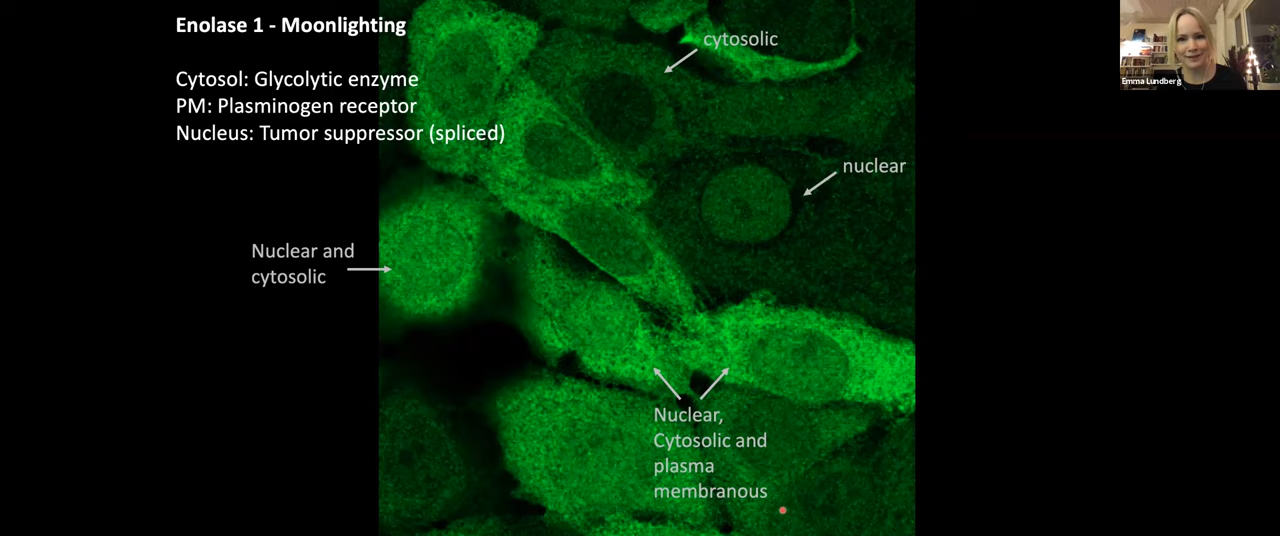 Enolase 1 - Moonlighting
Cytosol: Glycolytic enzyme
PM: Plasminogen receptor
Nucleus: Tumor suppressor (spliced)
cytosolic
nuclear
Nuclear and
cytosolic
Nuclear,
Cytosolic and
plasma
membranous
Emma Lundberg